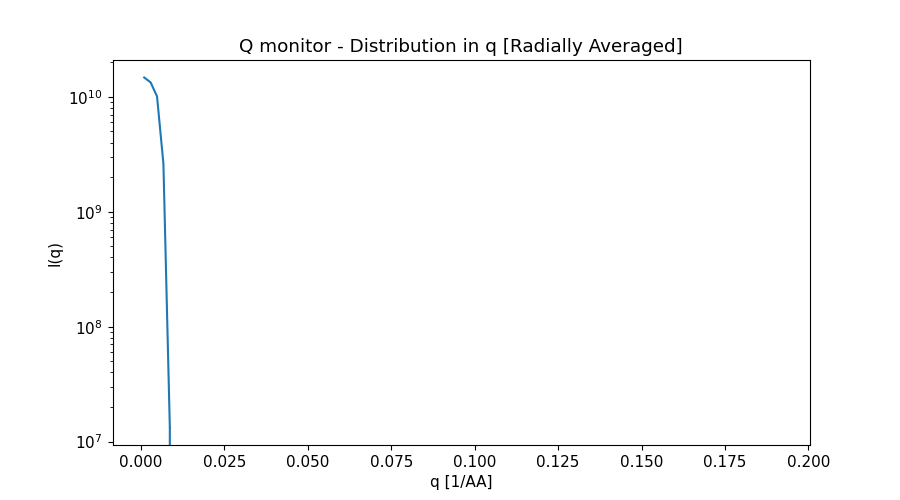 Q monitor - Distribution in q [Radially Averaged]
10^10
10^9
10^8
10^7
I(q)
0.000 0.025 0.050 0.075 0.100 0.125 0.150 0.175 0.200
q [1/AA]